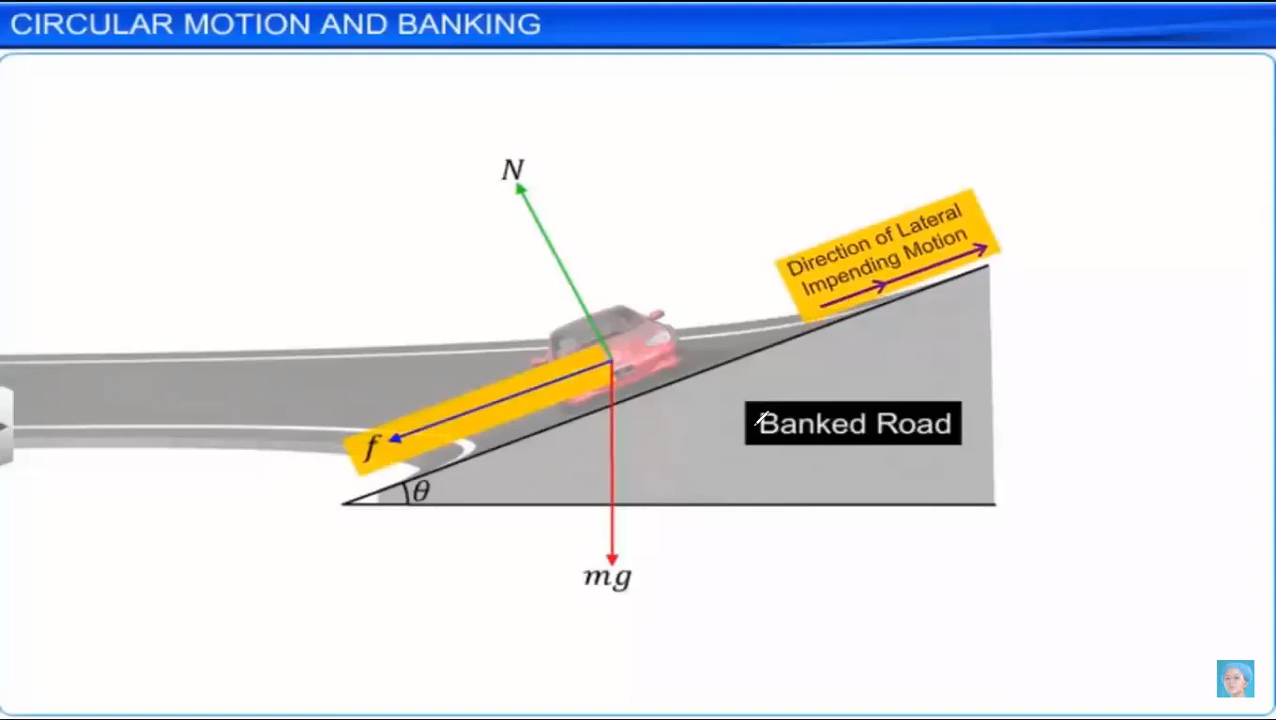 CIRCULAR MOTION AND BANKING
N
Direction of Lateral
Impending Motion
Banked Road
f
θ
mg